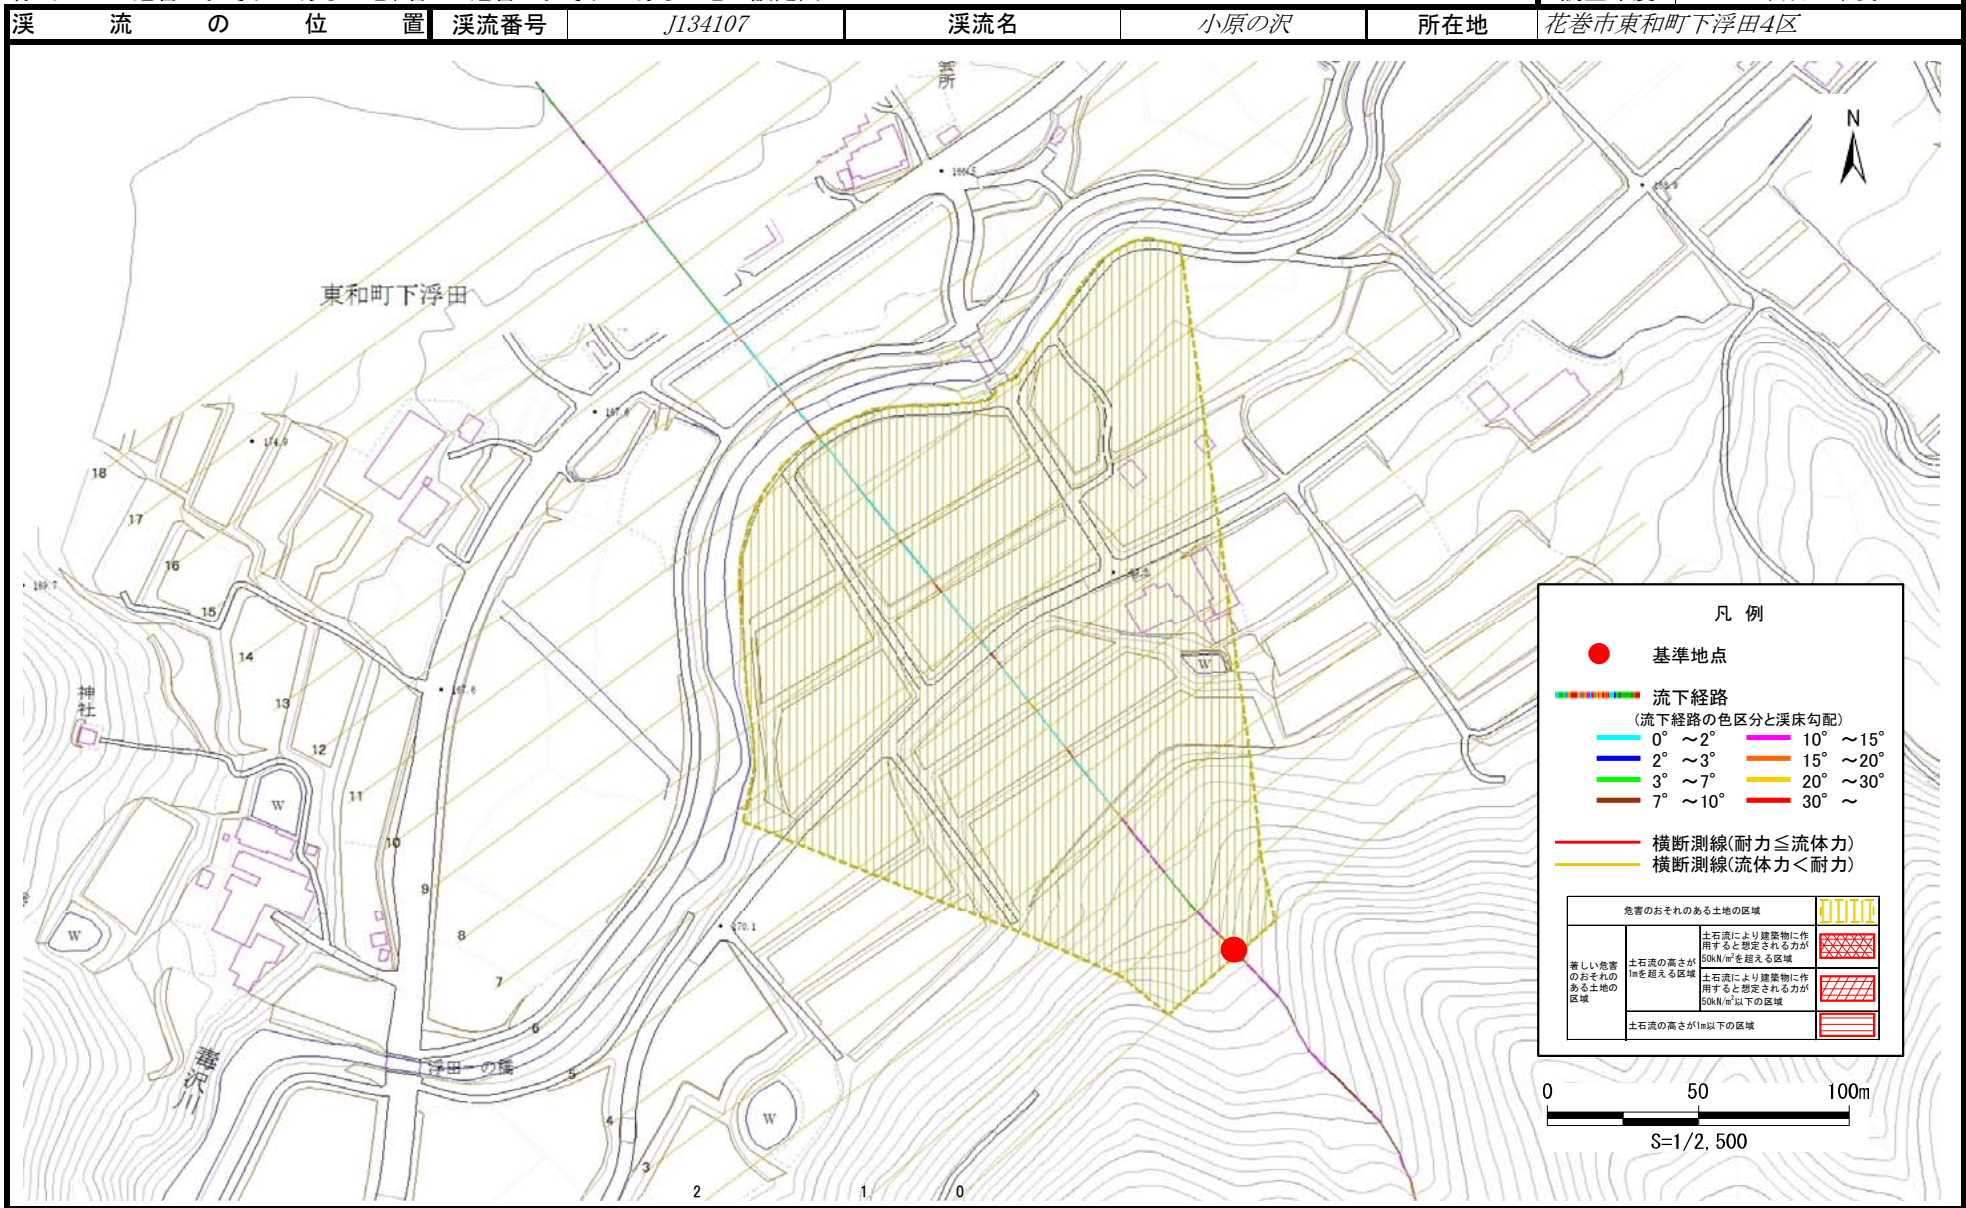 溪流の位置 溪流番号 J134107 溪流名 小原の沢 所在地 花巻市東和町下浮田4区
N
東和町下浮田
174.9
167.6
170.1
神社
毒沢川
浮田一の橋
W
W
W
W
18
17
16
15
14
13
12
11
10
9
8
7
6
5
4
3
2
1
0
凡 例
基準地点
流下経路
(流下経路の色区分と渓床勾配)
0° ～2° 10° ～15°
2° ～3° 15° ～20°
3° ～7° 20° ～30°
7° ～10° 30° ～
横断測線(耐力≦流体力)
横断測線(流体力＜耐力)
危害のおそれのある土地の区域
著しい危害のおそれのある土地の区域
土石流の高さが1mを超える区域
土石流により建築物に作用すると想定される力が50kN/㎡を超える区域
土石流により建築物に作用すると想定される力が50kN/㎡以下の区域
土石流の高さが1m以下の区域
0 50 100m
S=1/2,500